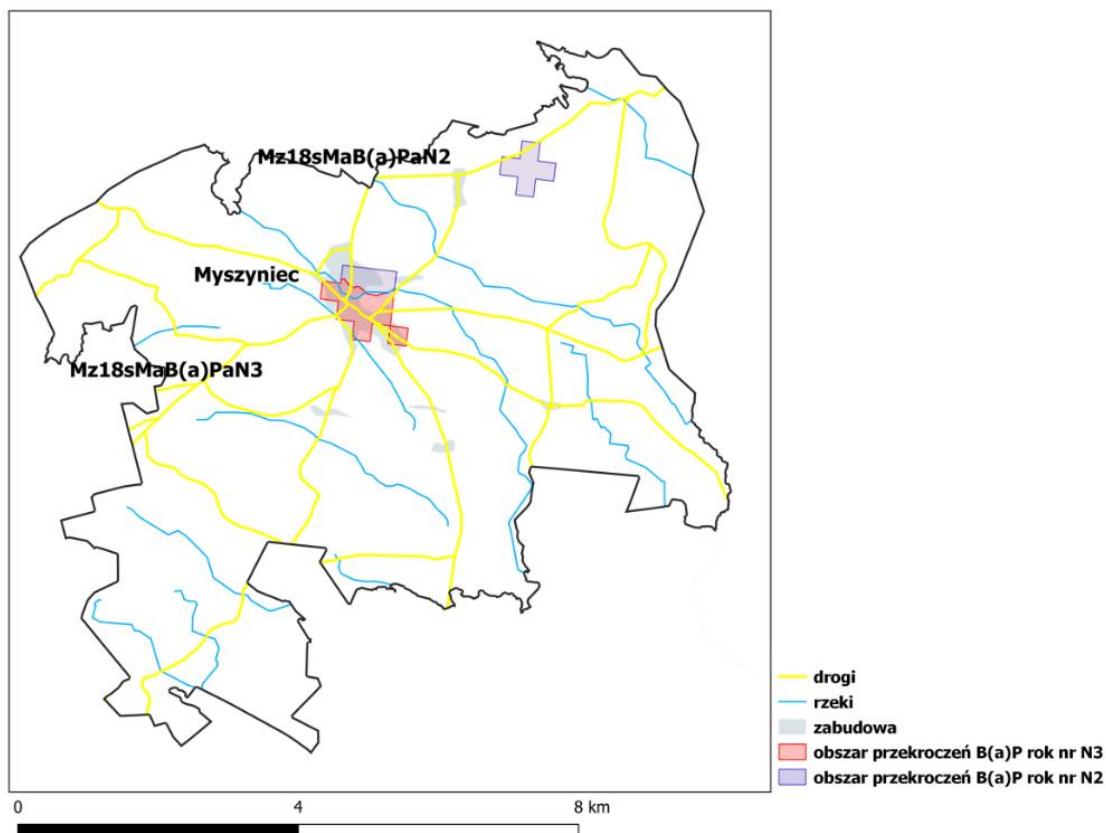 Mz18sMaB(a)PaN2
Myszyniec
Mz18sMaB(a)PaN3
drogi
rzeki
zabudowa
obszar przekroczeń B(a)P rok nr N3
obszar przekroczeń B(a)P rok nr N2
0 4 8 km